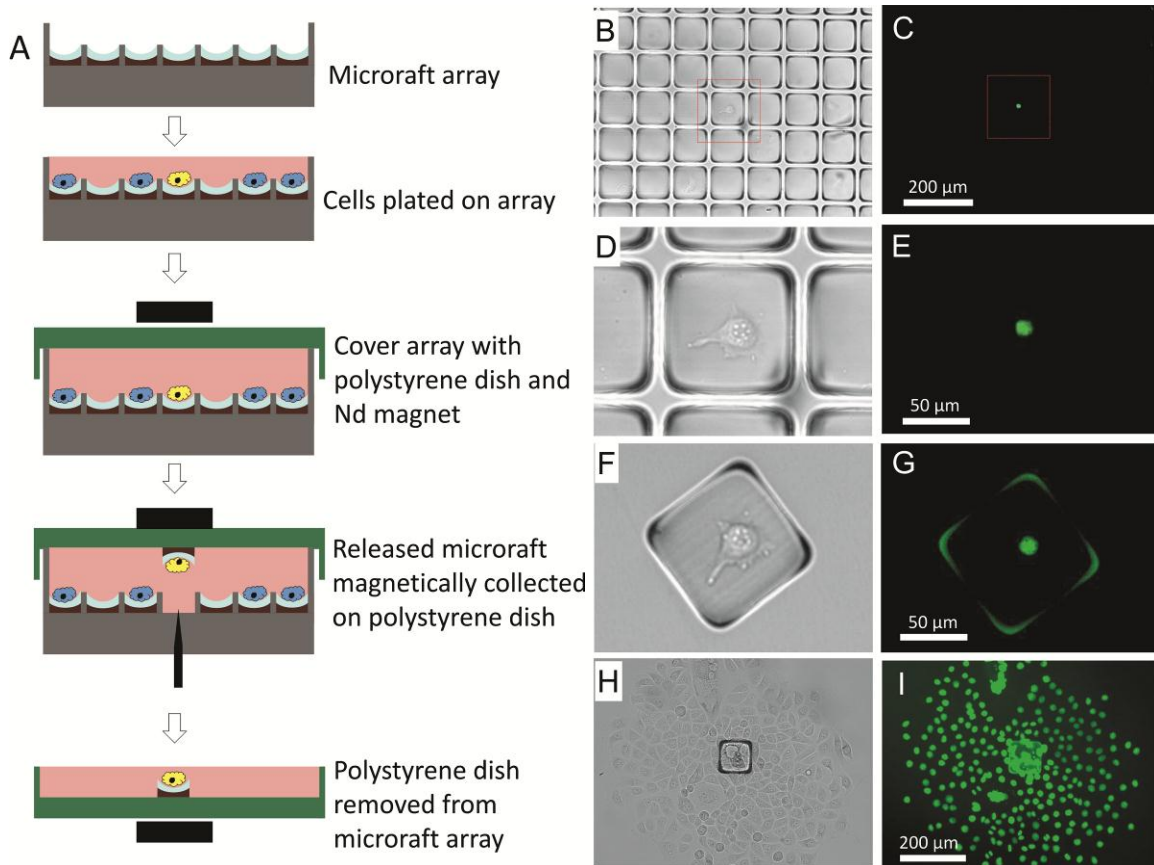 A
Microraft array
Cells plated on array
Cover array with
polystyrene dish and
Nd magnet
Released microraft
magnetically collected
on polystyrene dish
Polystyrene dish
removed from
microraft array
B
C
200 µm
D
E
50 µm
F
G
50 µm
H
I
200 µm